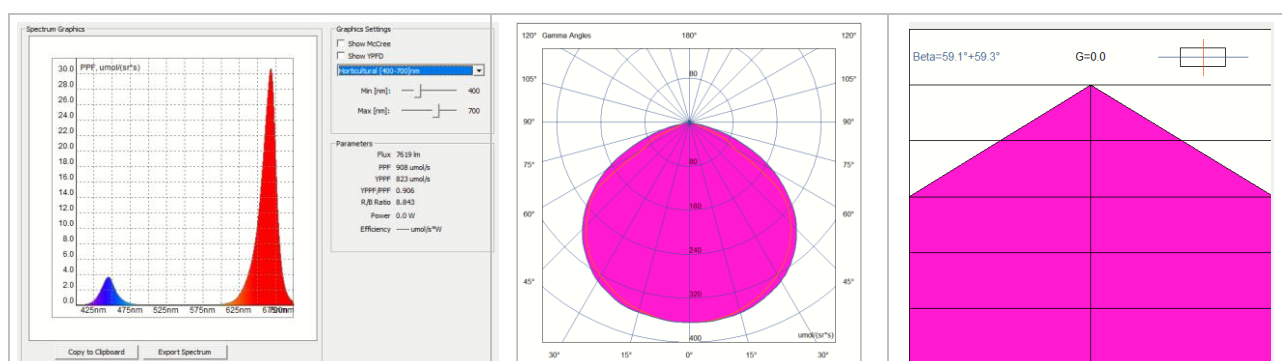 Spectrum Graphics
PPF, umol/(sr*s)
30.0
28.0
26.0
24.0
22.0
20.0
18.0
16.0
14.0
12.0
10.0
8.0
6.0
4.0
2.0
0.0
425nm 475nm 525nm 575nm 625nm
Copy to Clipboard Export Spectrum
Graphics Settings
Show McCree
Show YPFD
Horticultural [400-700]nm
Min [nm]: 400
Max [nm]: 700
Parameters
Flux 7619 lm
PPF 908 umol/s
YPPF 823 umol/s
YPPF/PPF 0.906
R/B Ratio 8.843
Power 0.0 W
Efficiency ---- umol/s*W
120° Gamma Angles 180° 120°
105° 80 105°
90° 90°
75° 80 75°
60° 160 60°
240
45° 45°
320
umol/(sr*s)
400
30° 15° 0° 15° 30°
Beta=59.1°+59.3° G=0.0